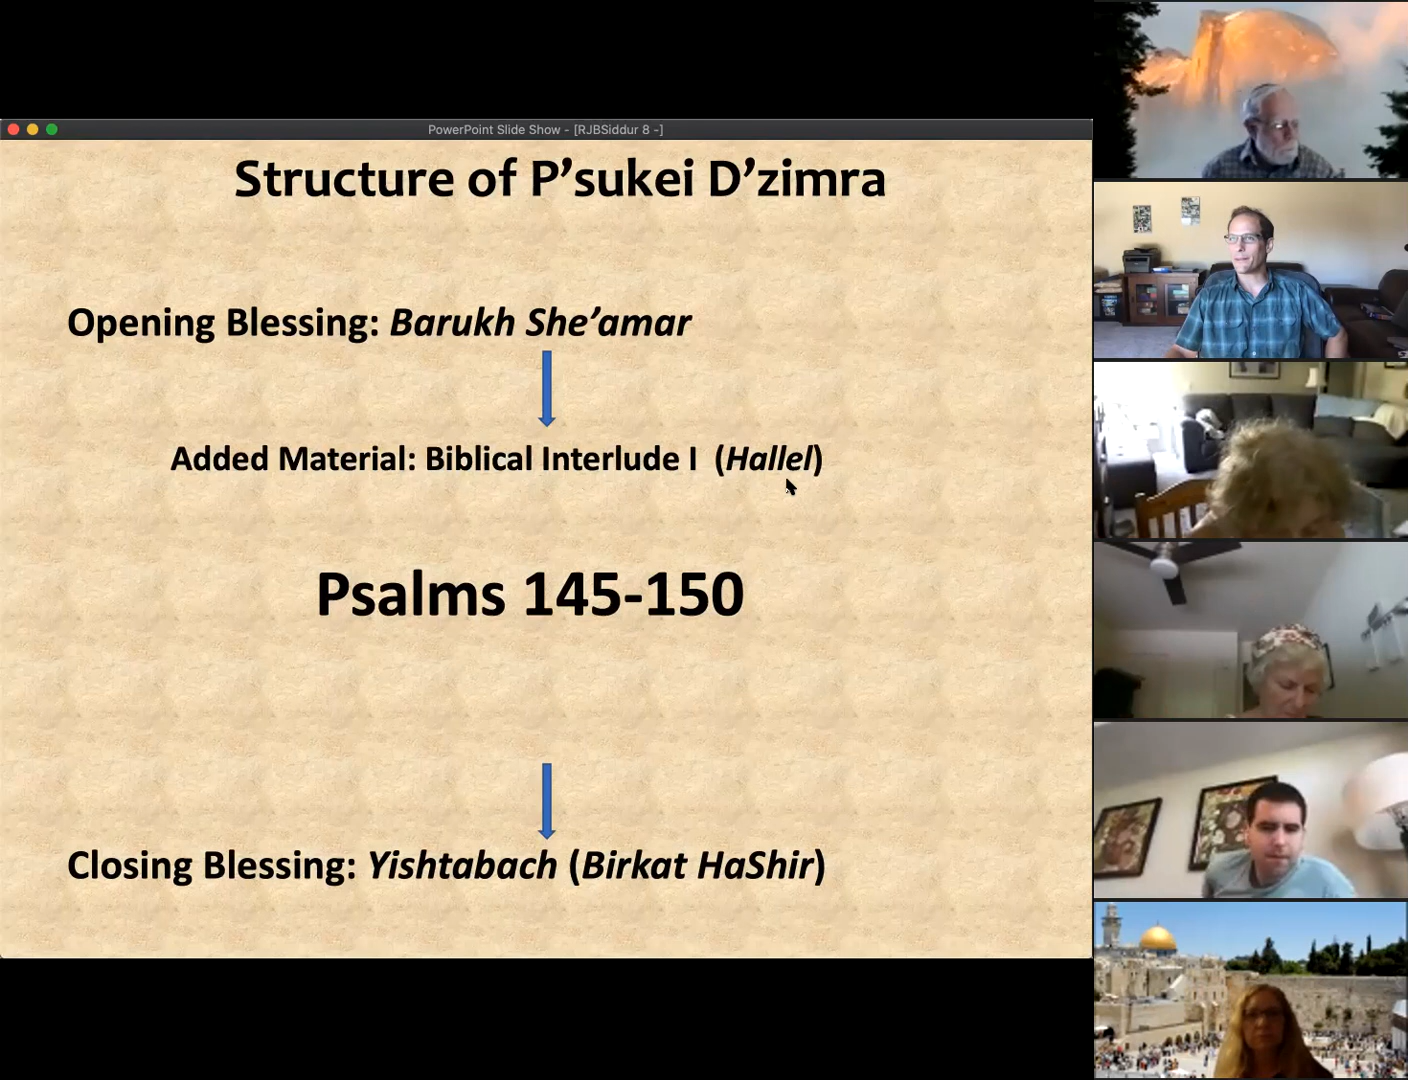 PowerPoint Slide Show - [RJBSiddur 8 -]
Structure of P’sukei D’zimra
Opening Blessing: Barukh She’amar
Added Material: Biblical Interlude I (Hallel)
Psalms 145-150
Closing Blessing: Yishtabach (Birkat HaShir)